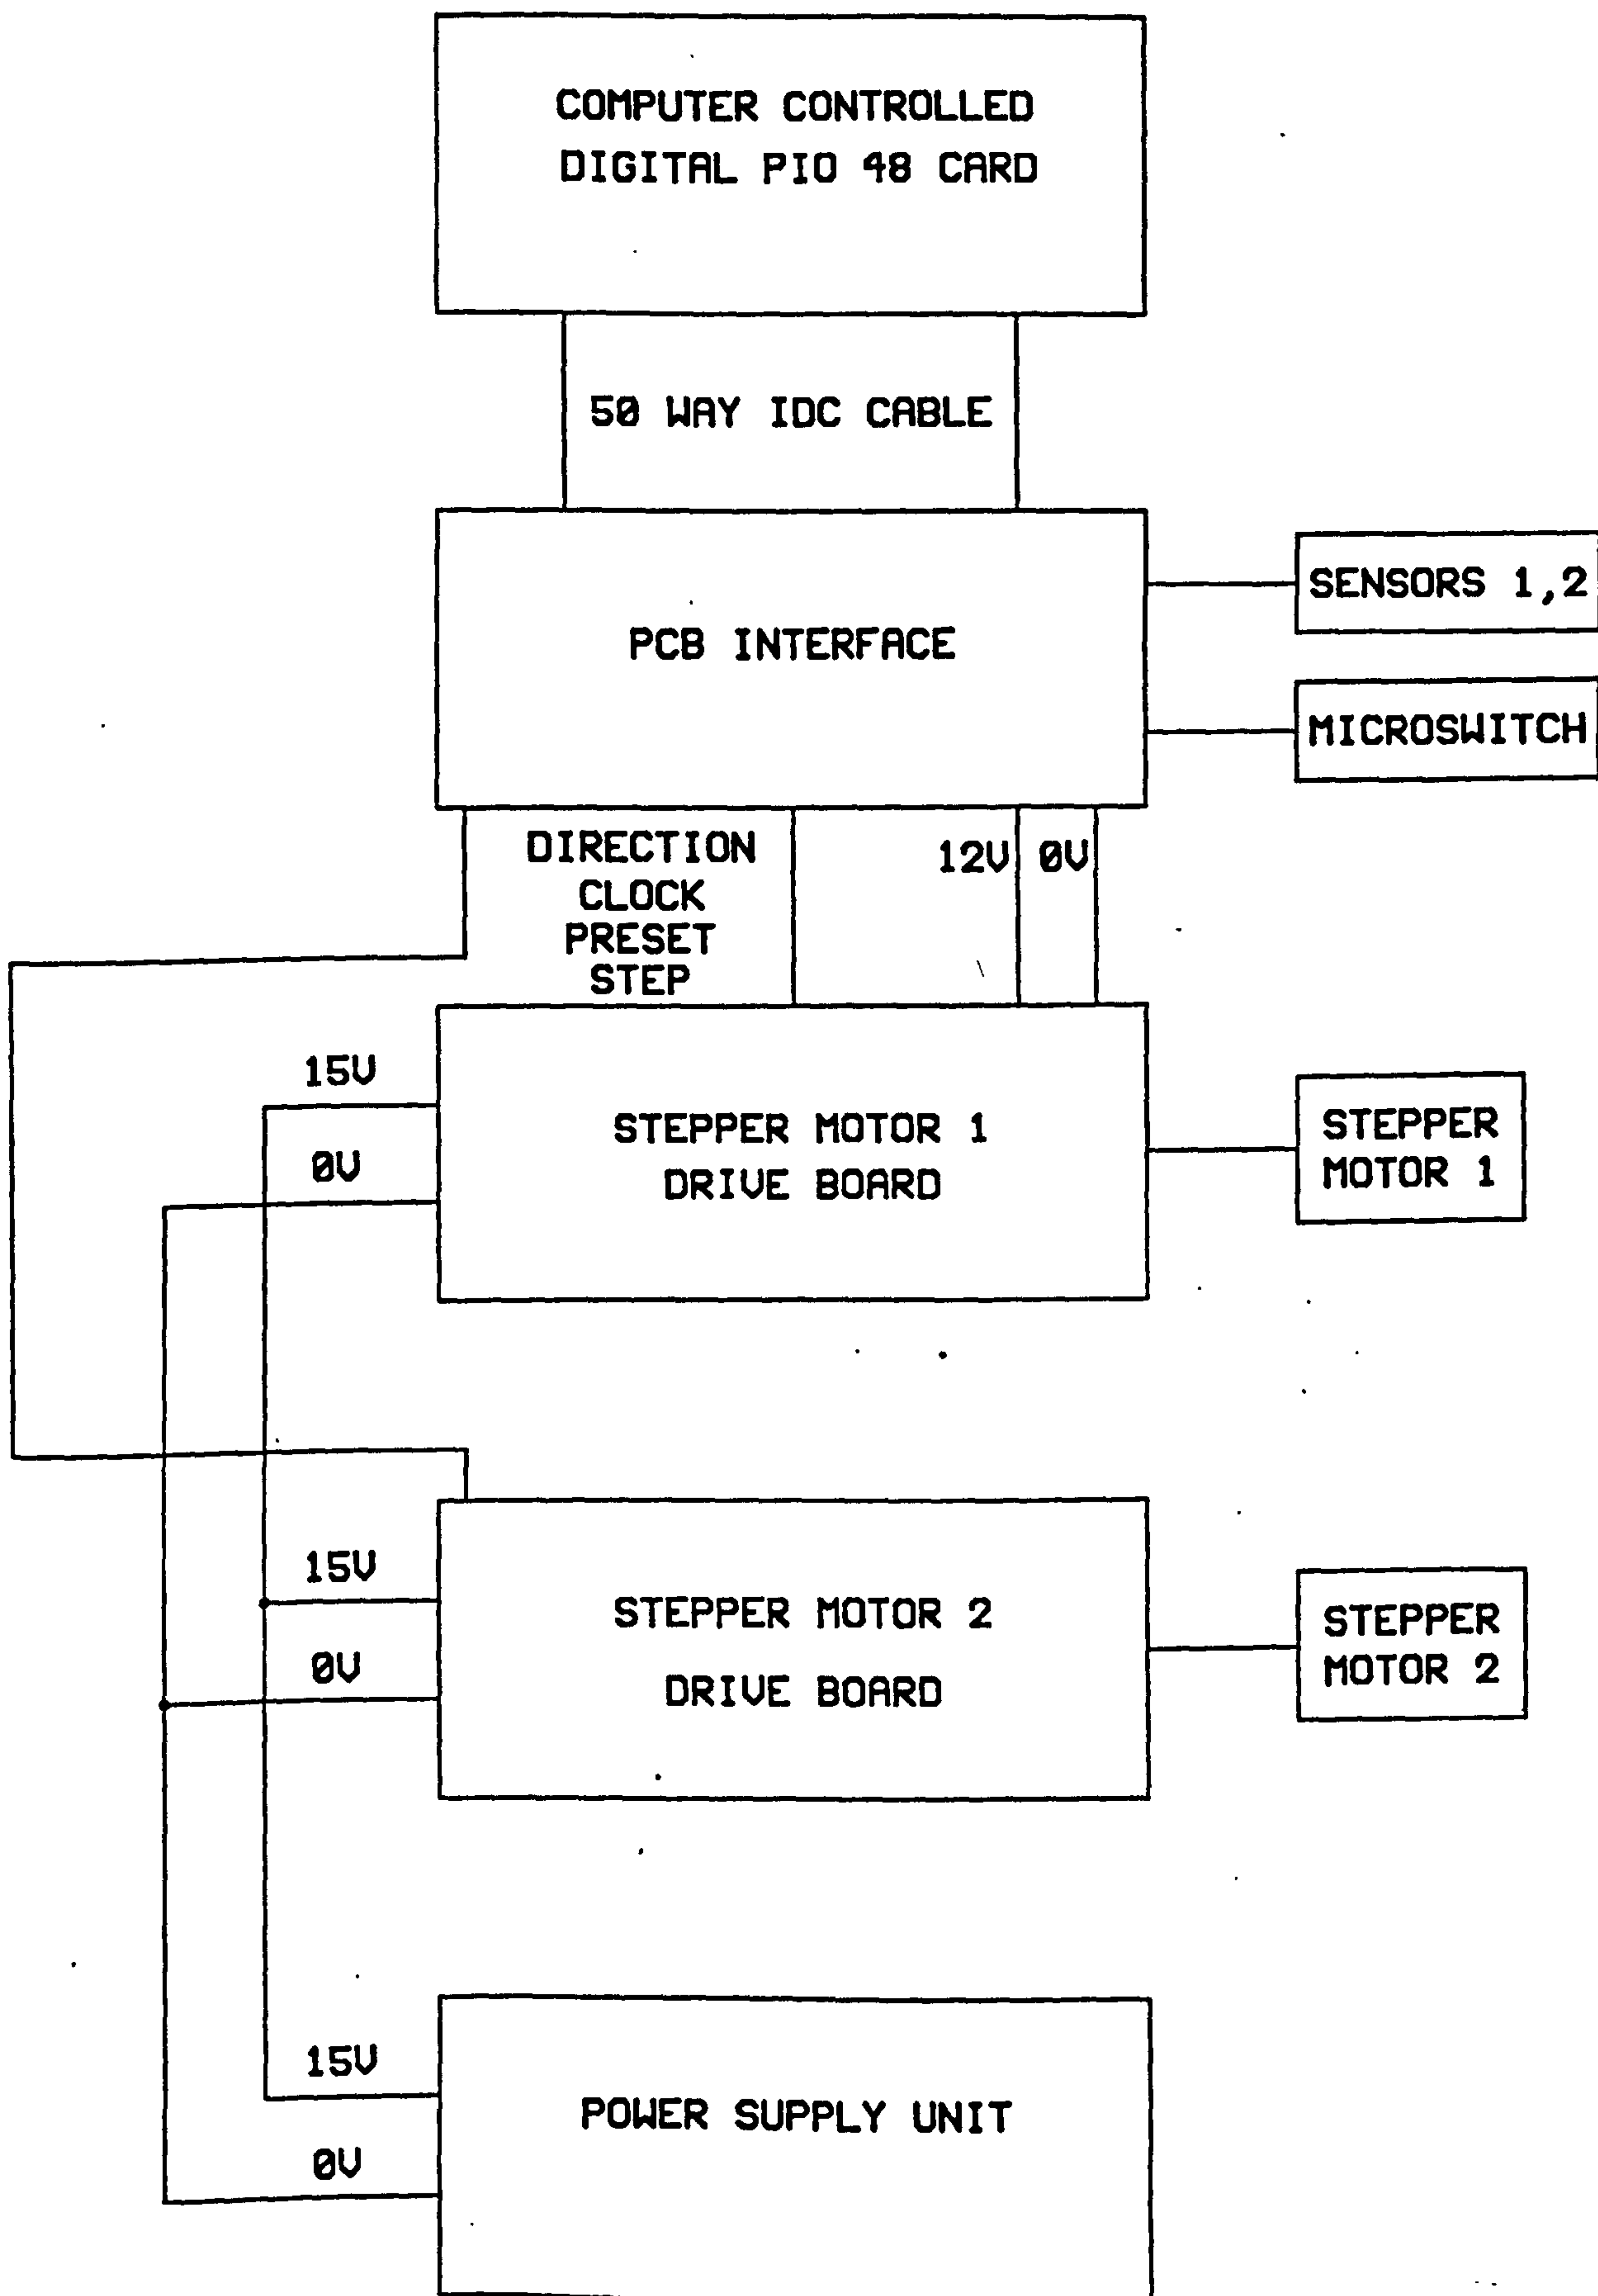 COMPUTER CONTROLLED
DIGITAL PIO 48 CARD
50 WAY IDC CABLE
PCB INTERFACE
SENSORS 1,2
MICROSWITCH
DIRECTION
CLOCK
PRESET
STEP
12V 0V
15V
0V
STEPPER MOTOR 1
DRIVE BOARD
STEPPER
MOTOR 1
15V
0V
STEPPER MOTOR 2
DRIVE BOARD
STEPPER
MOTOR 2
15V
0V
POWER SUPPLY UNIT